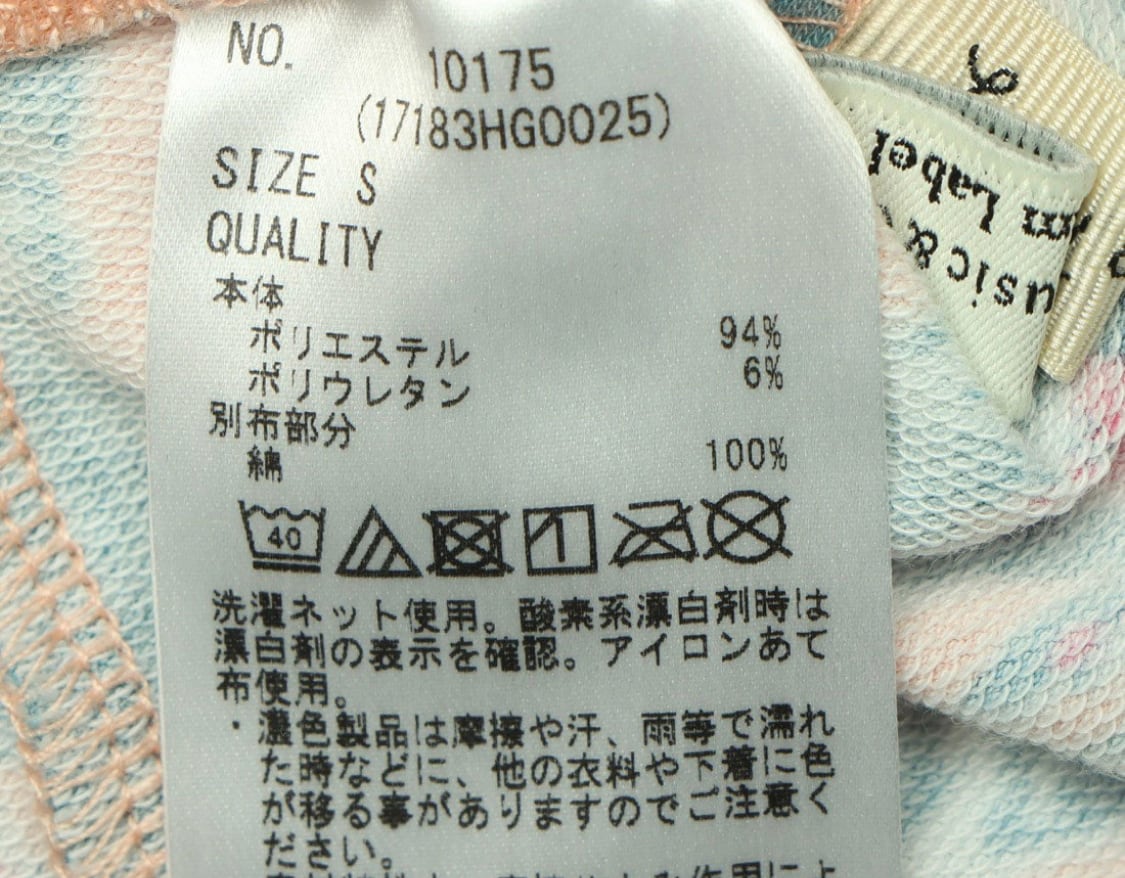 NO. 10175
(17183HG0025)
SIZE S
QUALITY
本体
ポリエステル 94%
ポリウレタン 6%
別布部分
綿 100%
40
洗濯ネット使用。酸素系漂白剤時は
漂白剤の表示を確認。アイロンあて
布使用。
・濃色製品は摩擦や汗、雨等で濡れ
た時などに、他の衣料や下着に色
が移る事がありますのでご注意く
ださい。
usic&
Label